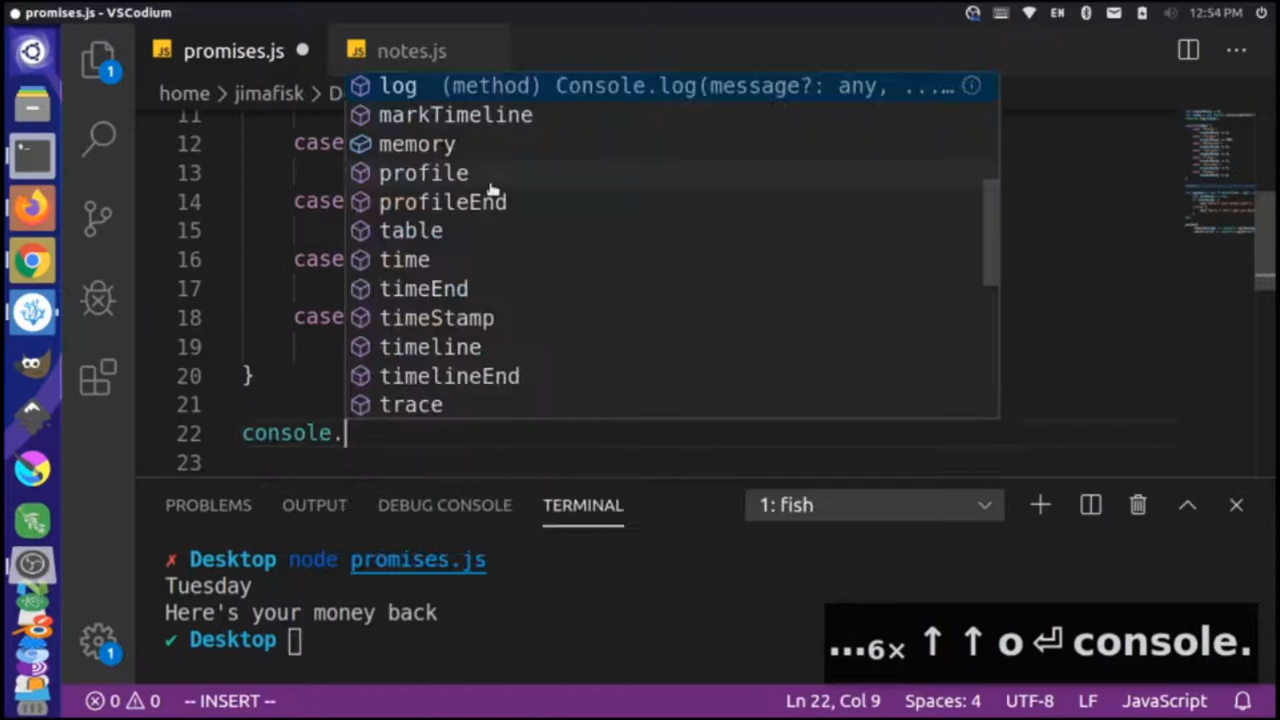 promises.js - VSCodium
EN
12:54 PM
JS promises.js
JS notes.js
home > jimafisk > D
11
12 case
13
14 case
15
16 case
17
18 case
19
20 }
21
22 console.
23
log (method) Console.log(message?: any, ...…
markTimeline
memory
profile
profileEnd
table
time
timeEnd
timeStamp
timeline
timelineEnd
trace
1
1
PROBLEMS OUTPUT DEBUG CONSOLE TERMINAL 1: fish
✗ Desktop node promises.js
Tuesday
Here's your money back
✔ Desktop
...6× ↑ ↑ o ⏎ console.
0 0 -- INSERT -- Ln 22, Col 9 Spaces: 4 UTF-8 LF JavaScript